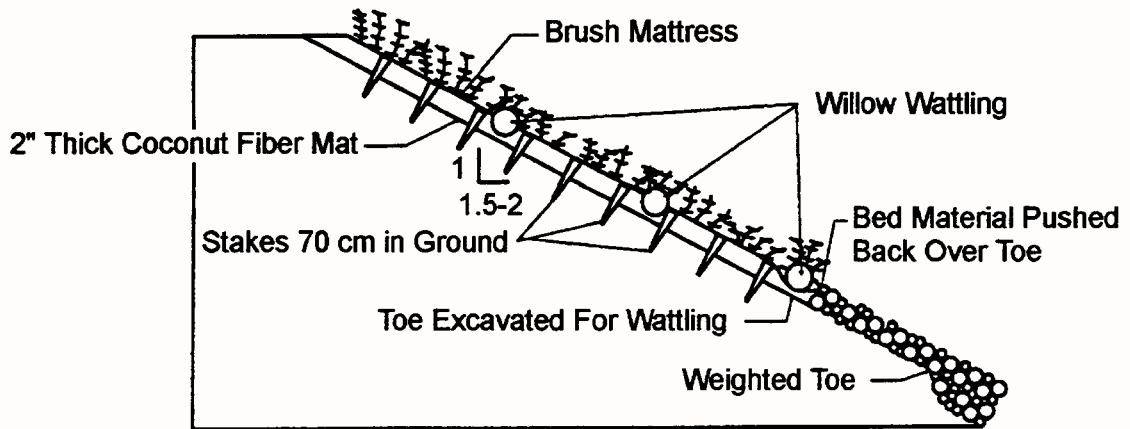 Brush Mattress
Willow Wattling
2" Thick Coconut Fiber Mat
1
1.5-2
Stakes 70 cm in Ground
Bed Material Pushed
Back Over Toe
Toe Excavated For Wattling
Weighted Toe